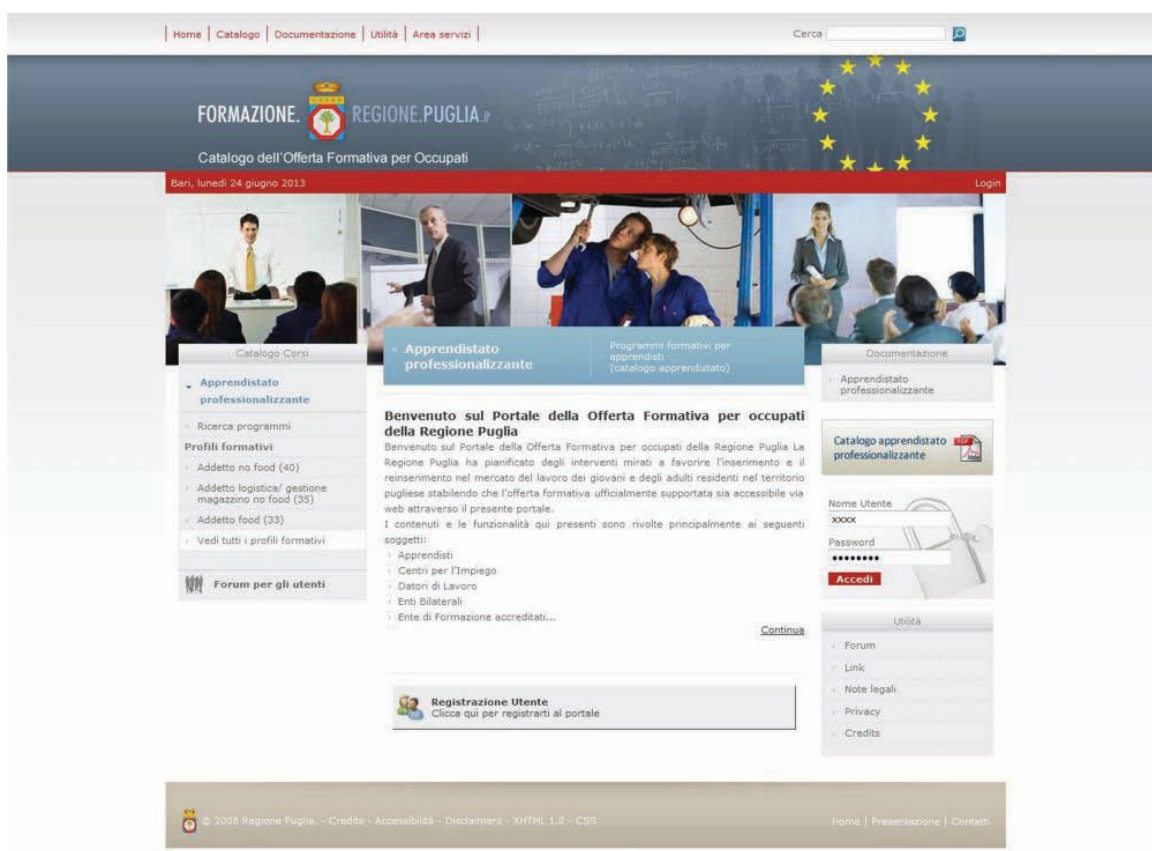 Home | Catalogo | Documentazione | Utilità | Area servizi |
Cerca
FORMAZIONE. REGIONE.PUGLIA.it
Catalogo dell'Offerta Formativa per Occupati
Bari, lunedì 24 giugno 2013
Login
Catalogo Corsi
Apprendistato
professionalizzante
Ricerca programmi
Profili formativi
Addetto no food (40)
Addetto logistica/ gestione
magazzino no food (35)
Addetto food (33)
Vedi tutti i profili formativi
Forum per gli utenti
Apprendistato
professionalizzante
Programmi formativi per
apprendisti
(catalogo apprendistato)
Benvenuto sul Portale della Offerta Formativa per occupati
della Regione Puglia
Benvenuto sul Portale della Offerta Formativa per occupati della Regione Puglia La
Regione Puglia ha pianificato degli interventi mirati a favorire l'inserimento e il
reinserimento nel mercato del lavoro dei giovani e degli adulti residenti nel territorio
pugliese stabilendo che l'offerta formativa ufficialmente supportata sia accessibile via
web attraverso il presente portale.
I contenuti e le funzionalità qui presenti sono rivolte principalmente ai seguenti
soggetti:
Apprendisti
Centri per l'Impiego
Datori di Lavoro
Enti Bilaterali
Ente di Formazione accreditati...
Continua
Registrazione Utente
Clicca qui per registrarti al portale
Documentazione
Apprendistato
professionalizzante
Catalogo apprendistato
professionalizzante
PDF
Nome Utente
xxxx
Password
••••••••
Accedi
Utilità
Forum
Link
Note legali
Privacy
Credits
© 2008 Regione Puglia. - Credits - Accessibilità - Disclaimers - XHTML 1.0 - CSS
Home | Presentazione | Contatti